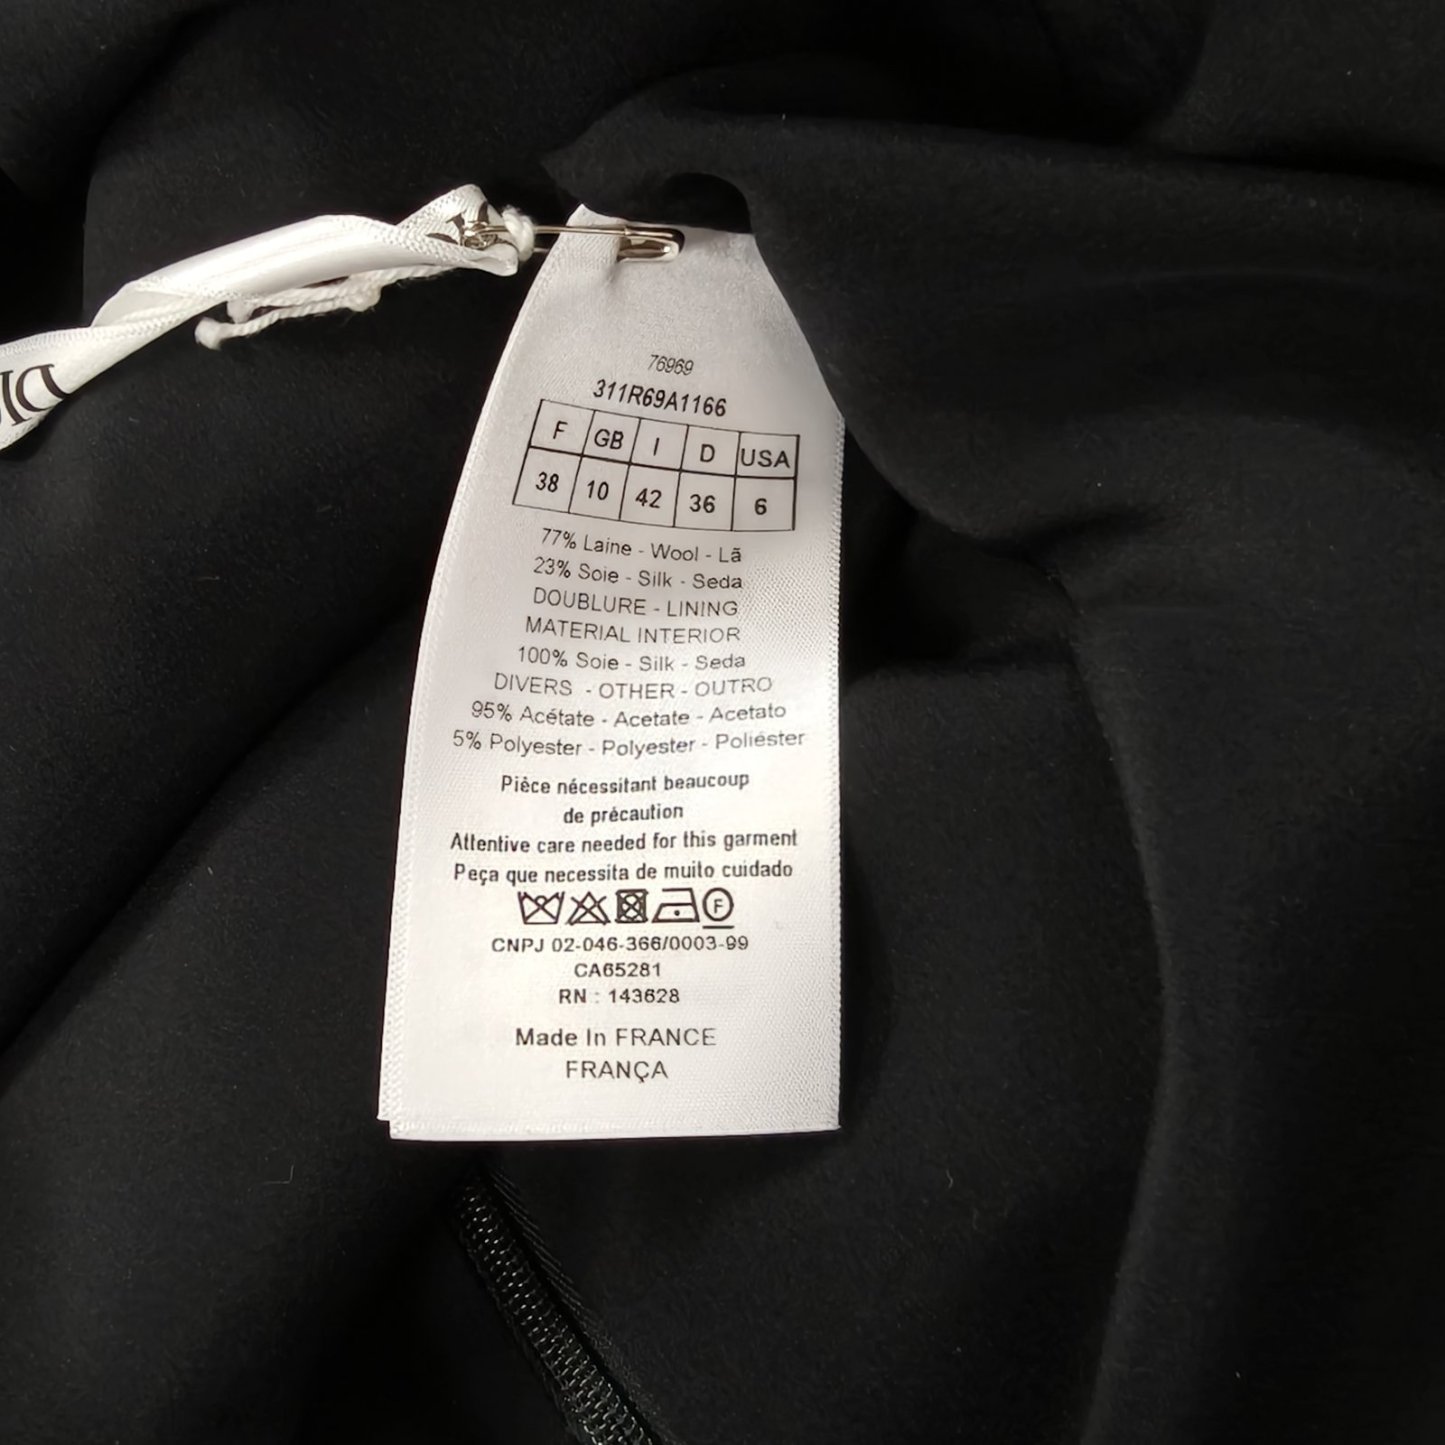 76969
311R69A1166
F GB I D USA
38 10 42 36 6
77% Laine - Wool - Lã
23% Soie - Silk - Seda
DOUBLURE - LINING
MATERIAL INTERIOR
100% Soie - Silk - Seda
DIVERS - OTHER - OUTRO
95% Acétate - Acetate - Acetato
5% Polyester - Polyester - Poliéster
Pièce nécessitant beaucoup
de précaution
Attentive care needed for this garment
Peça que necessita de muito cuidado
F
CNPJ 02-046-366/0003-99
CA65281
RN : 143628
Made In FRANCE
FRANÇA